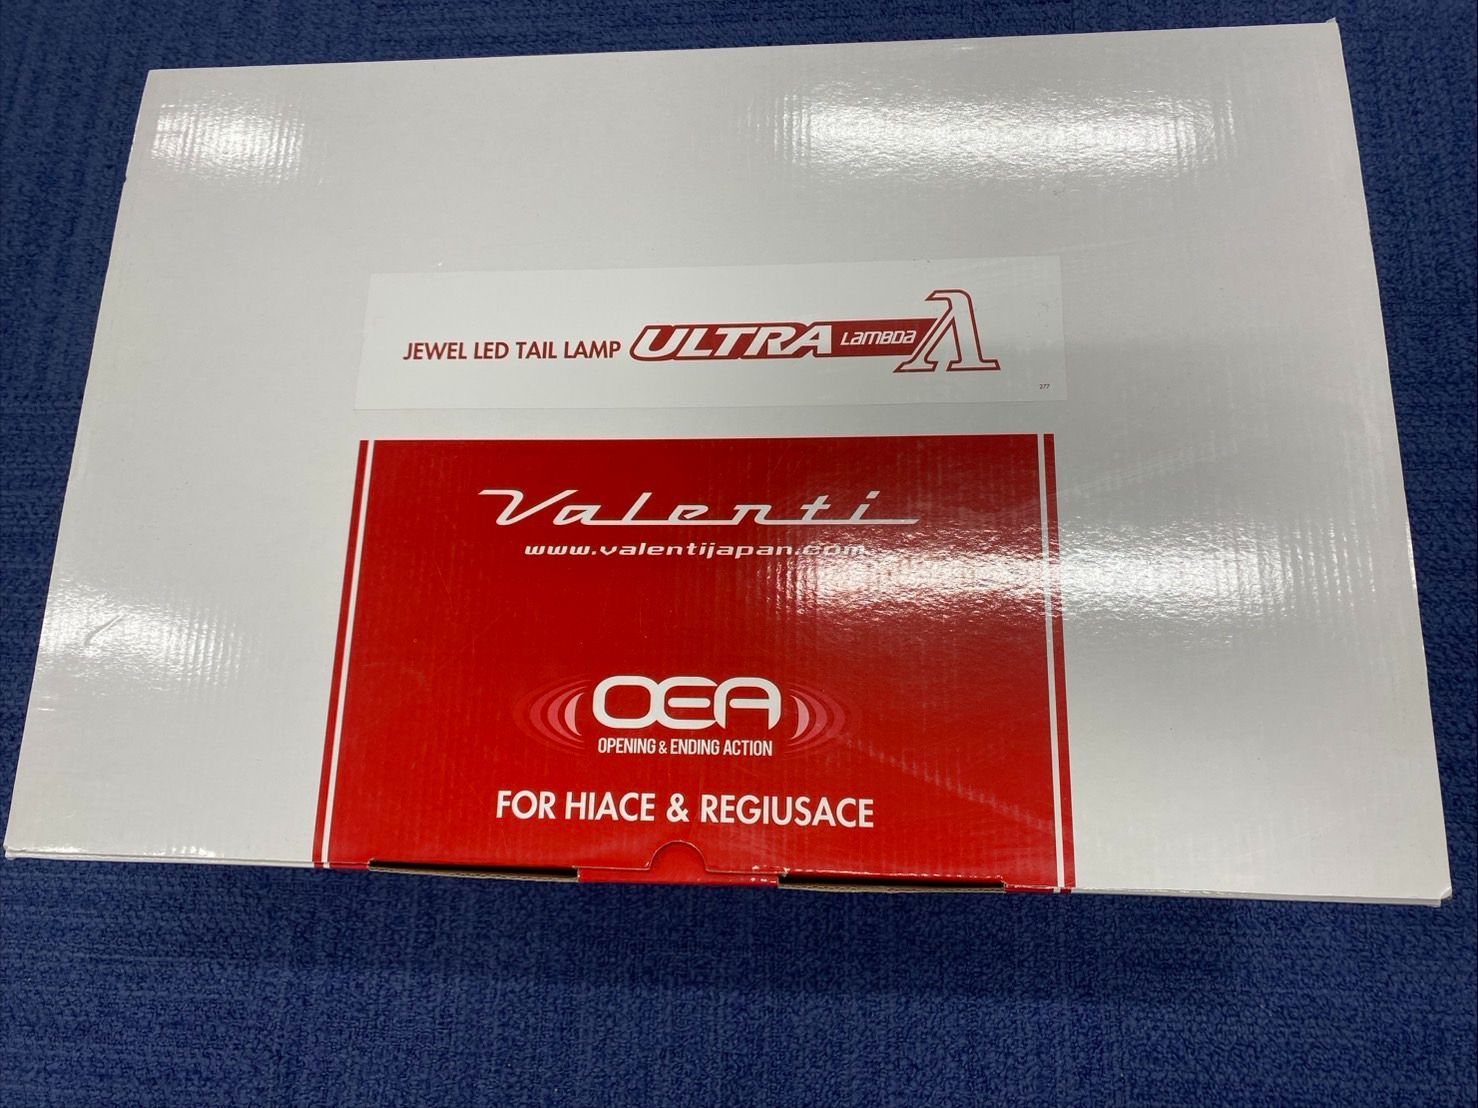 JEWEL LED TAIL LAMP ULTRA LAMBDA Λ
277
Valenti
www.valentijapan.com
OEA
OPENING & ENDING ACTION
FOR HIACE & REGIUSACE